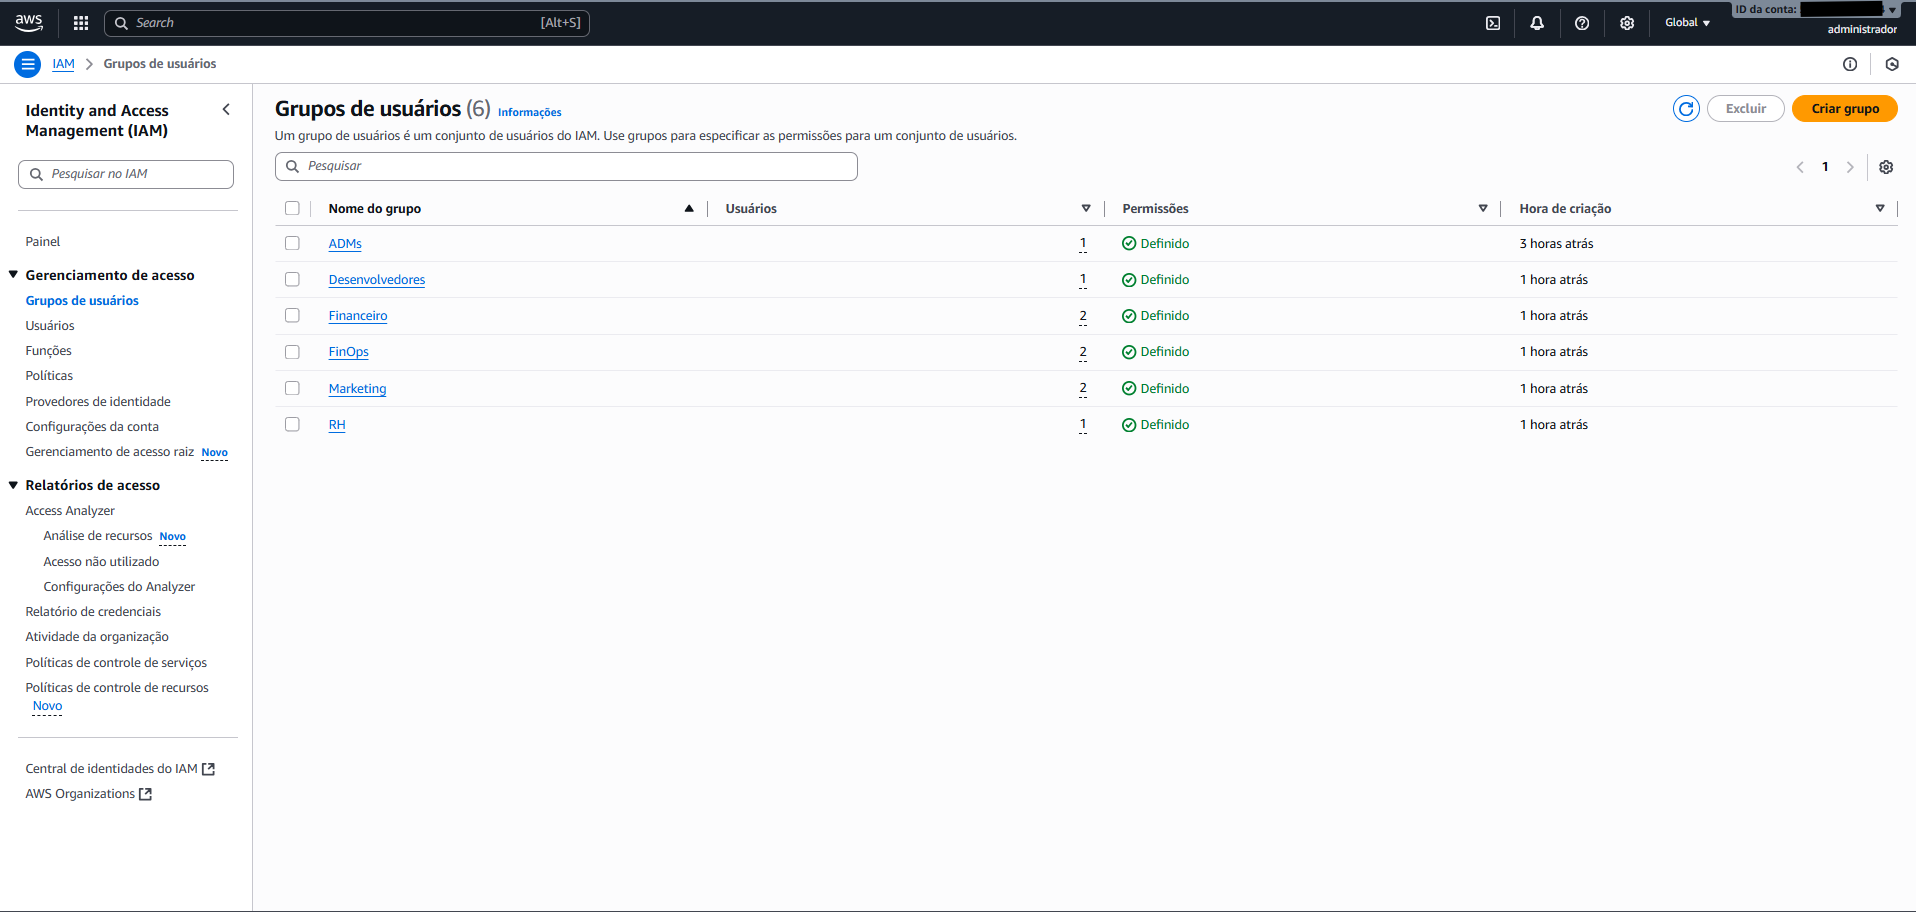 aws
Search
[Alt+S]
Global
ID da conta:
administrador
IAM
Grupos de usuários
Identity and Access
Management (IAM)
Pesquisar no IAM
Painel
Gerenciamento de acesso
Grupos de usuários
Usuários
Funções
Políticas
Provedores de identidade
Configurações da conta
Gerenciamento de acesso raiz Novo
Relatórios de acesso
Access Analyzer
Análise de recursos Novo
Acesso não utilizado
Configurações do Analyzer
Relatório de credenciais
Atividade da organização
Políticas de controle de serviços
Políticas de controle de recursos
Novo
Central de identidades do IAM
AWS Organizations
Grupos de usuários (6) Informações
Excluir
Criar grupo
Um grupo de usuários é um conjunto de usuários do IAM. Use grupos para especificar as permissões para um conjunto de usuários.
Pesquisar
1
Nome do grupo Usuários Permissões Hora de criação
ADMs 1 Definido 3 horas atrás
Desenvolvedores 1 Definido 1 hora atrás
Financeiro 2 Definido 1 hora atrás
FinOps 2 Definido 1 hora atrás
Marketing 2 Definido 1 hora atrás
RH 1 Definido 1 hora atrás